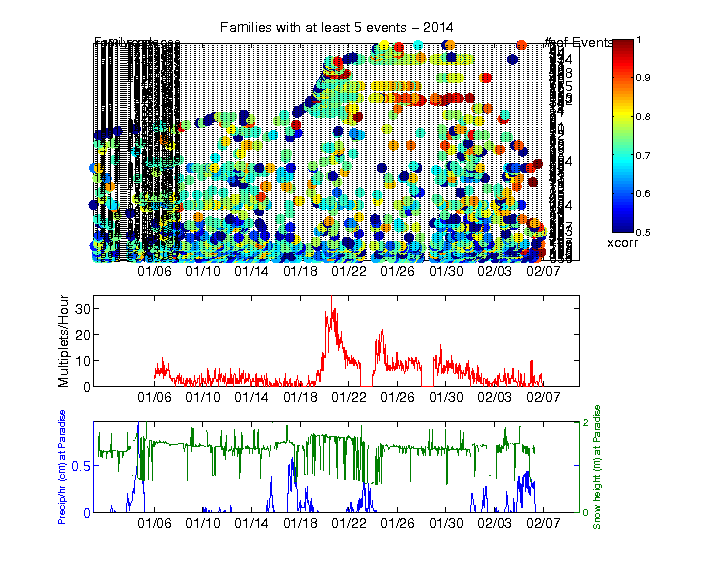 Families with at least 5 events − 2014
# of Events
1
0.9
0.8
0.7
0.6
0.5
xcorr
01/06 01/10 01/14 01/18 01/22 01/26 01/30 02/03 02/07
Multiplets/Hour
30
20
10
0
01/06 01/10 01/14 01/18 01/22 01/26 01/30 02/03 02/07
Precip/hr (cm) at Paradise
0.5
0
2
1
0
Snow height (m) at Paradise
01/06 01/10 01/14 01/18 01/22 01/26 01/30 02/03 02/07